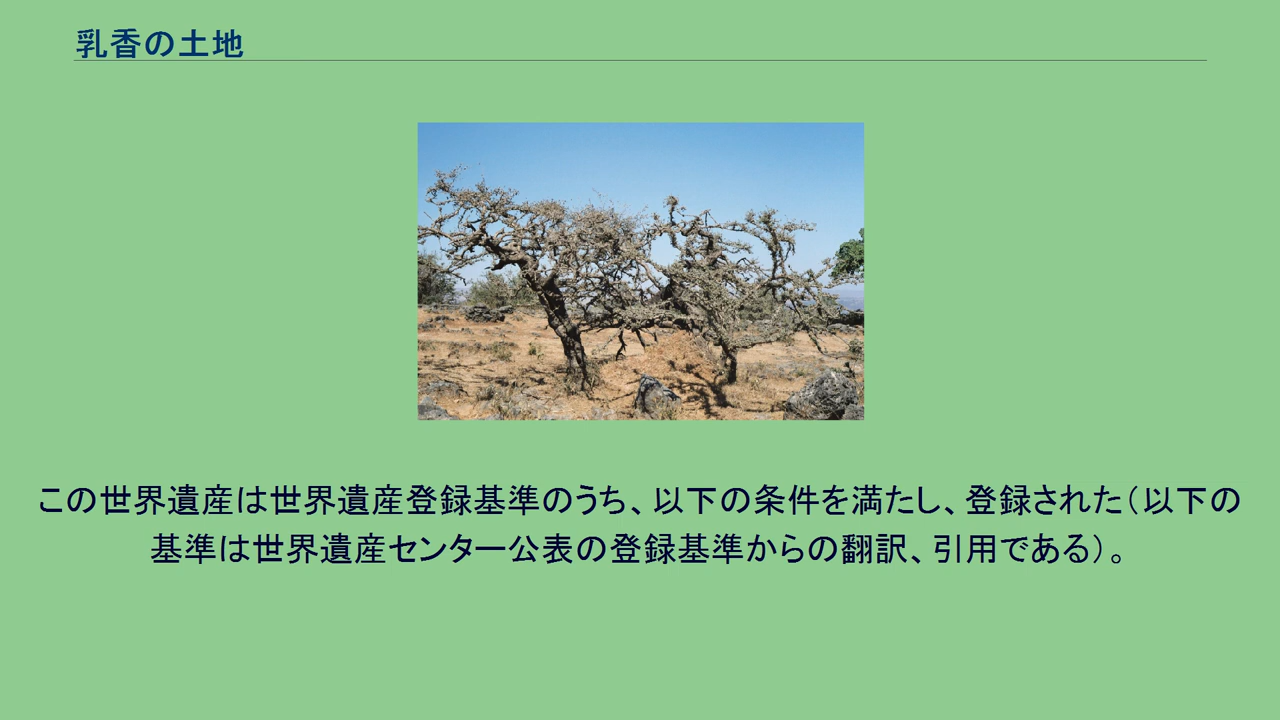 乳香の土地
この世界遺産は世界遺産登録基準のうち、以下の条件を満たし、登録された（以下の
基準は世界遺産センター公表の登録基準からの翻訳、引用である）。